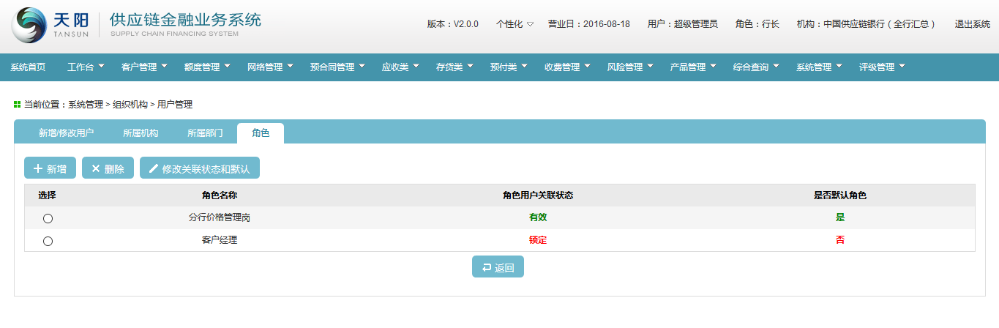 天阳 供应链金融业务系统
TANSUN SUPPLY CHAIN FINANCING SYSTEM
版本：V2.0.0 个性化 营业日：2016-08-18 用户：超级管理员 角色：行长 机构：中国供应链银行（全行汇总） 退出系统
系统首页 工作台 客户管理 额度管理 网络管理 预合同管理 应收类 存货类 预付类 收费管理 风险管理 产品管理 综合查询 系统管理 评级管理
当前位置：系统管理 > 组织机构 > 用户管理
新增/修改用户 所属机构 所属部门 角色
新增 删除 修改关联状态和默认
选择 角色名称 角色用户关联状态 是否默认角色
分行价格管理岗 有效 是
客户经理 锁定 否
返回